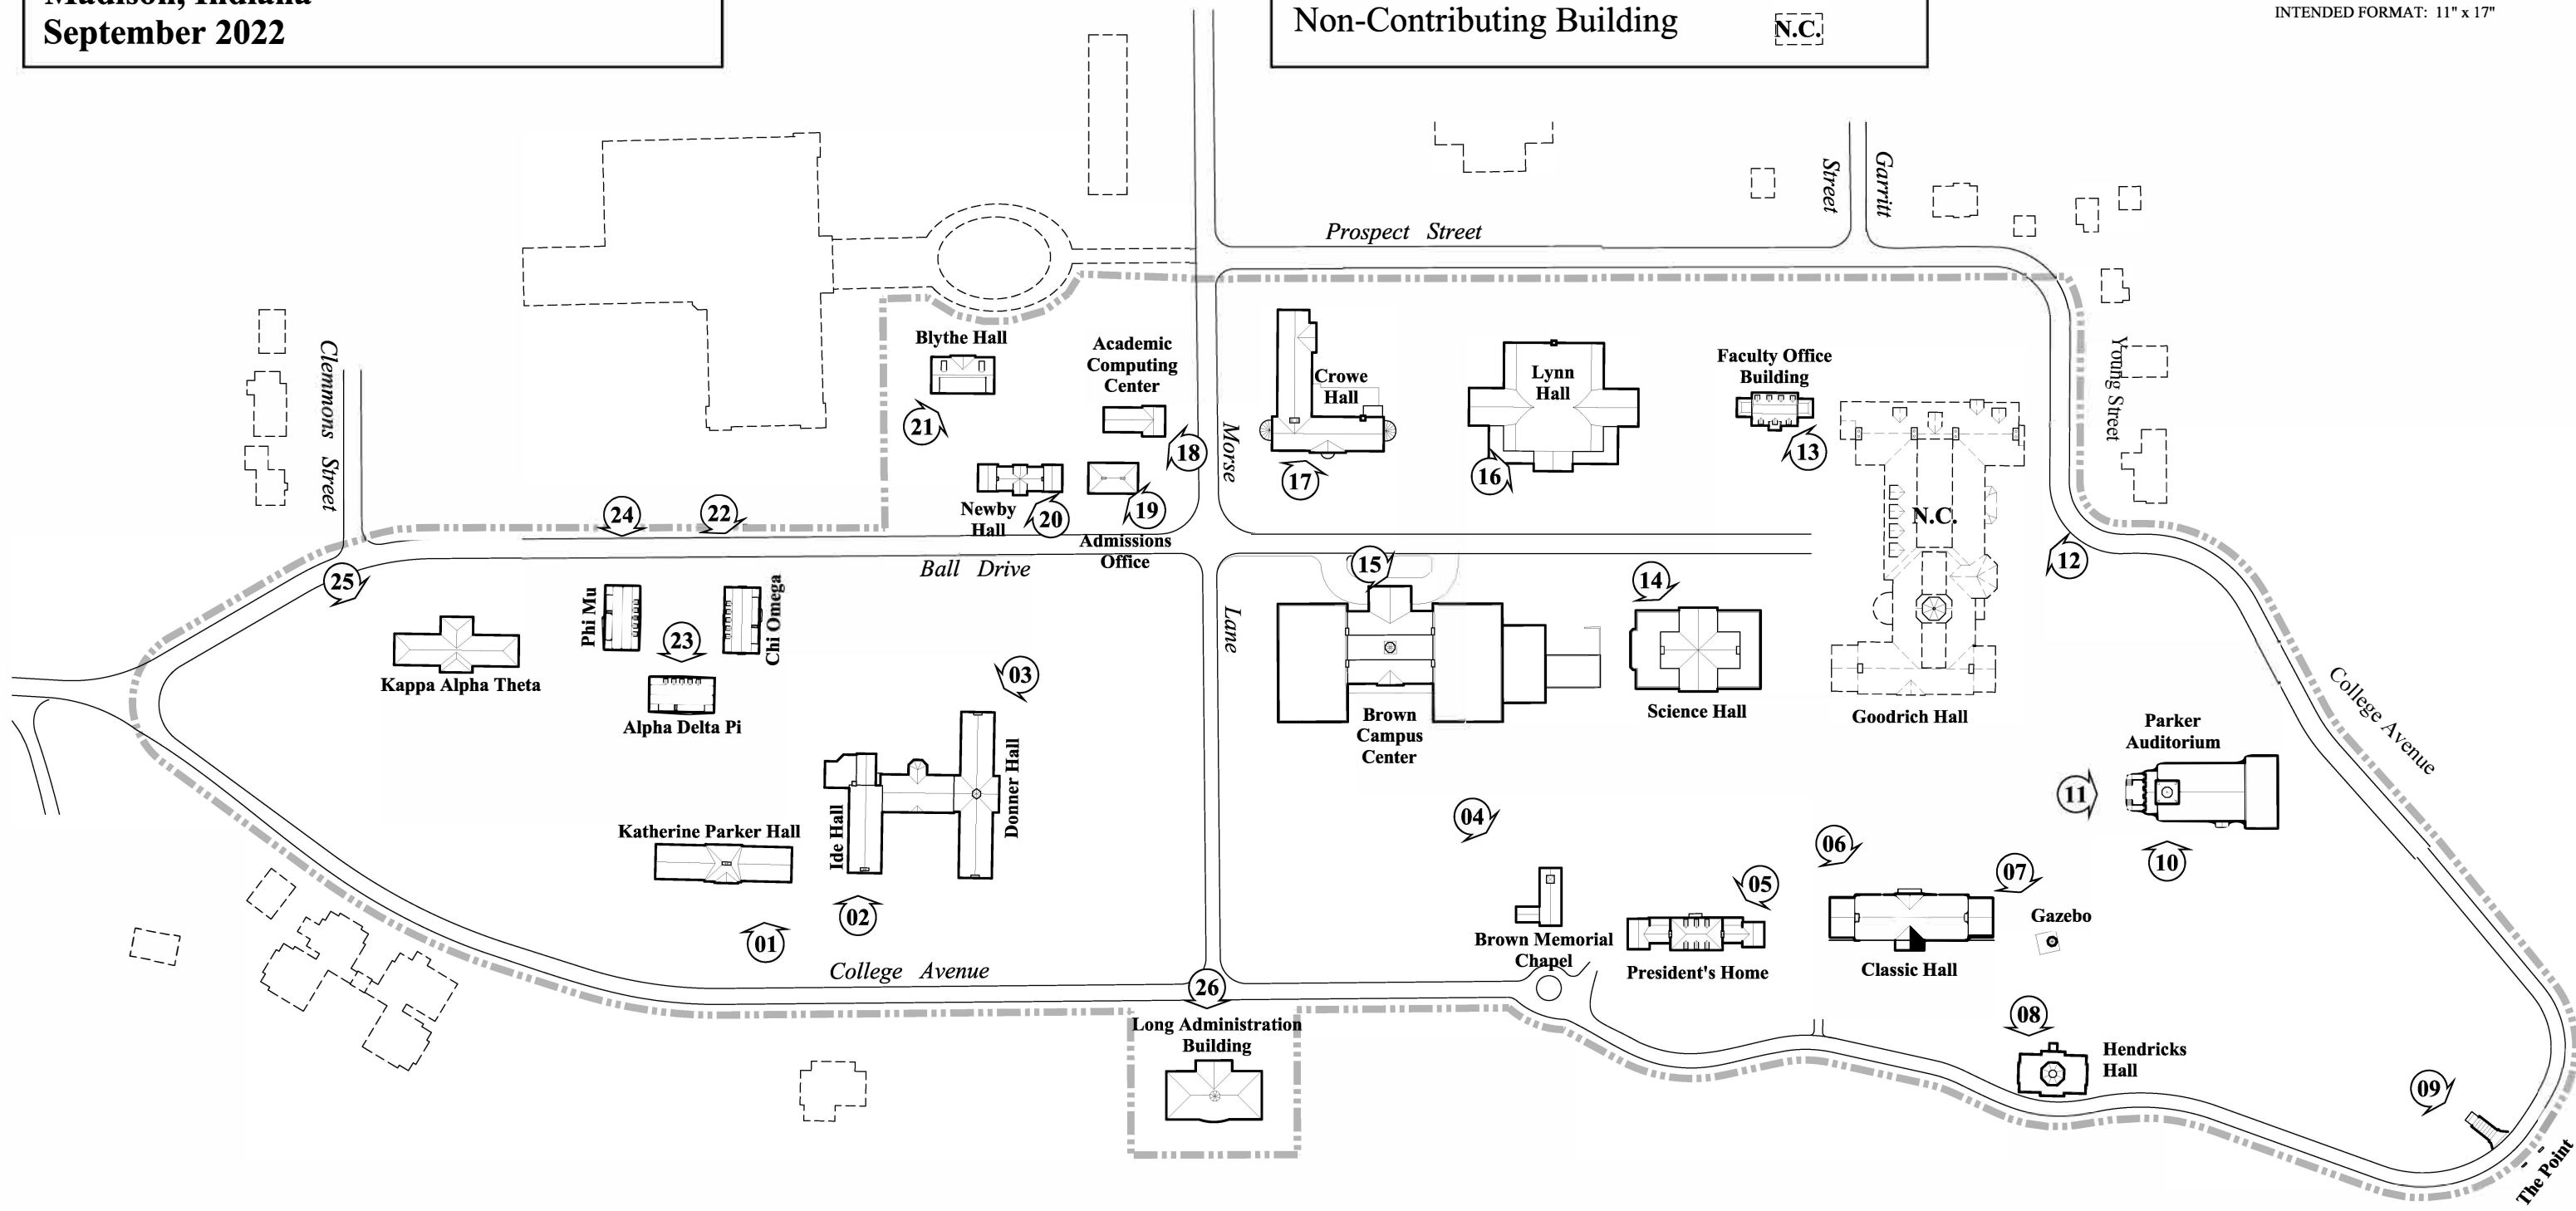 Madison, Indiana
September 2022
Non-Contributing Building
N.C.
INTENDED FORMAT: 11" x 17"
Prospect Street
Garritt
Street
Clemmons Street
Young Street
Morse
Lane
Ball Drive
College Avenue
College Avenue
The Point
Blythe Hall
21
Academic
Computing
Center
18
Newby
Hall
20
19
Admissions
Office
Crowe
Hall
17
Lynn
Hall
16
Faculty Office
Building
13
N.C.
Goodrich Hall
12
24
22
25
Kappa Alpha Theta
Phi Mu
23
Chi Omega
Alpha Delta Pi
03
Katherine Parker Hall
Ide Hall
Donner Hall
01
02
15
Brown
Campus
Center
14
Science Hall
Parker
Auditorium
11
10
04
06
05
07
Brown Memorial
Chapel
President's Home
Classic Hall
Gazebo
26
Long Administration
Building
08
Hendricks
Hall
09